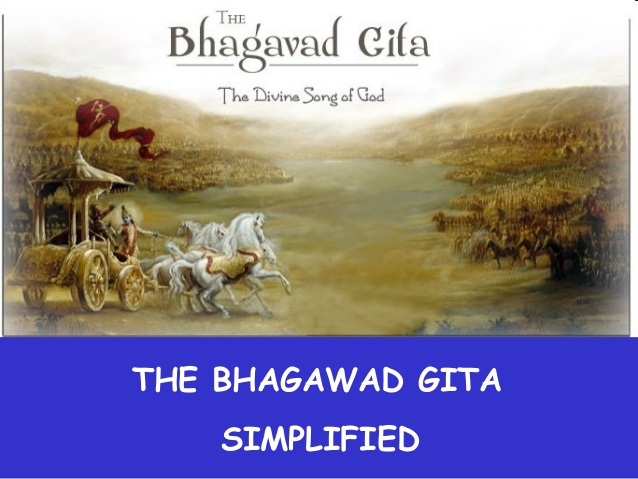 THE
Bhagavad Gita
The Divine Song of God
THE BHAGAWAD GITA
SIMPLIFIED